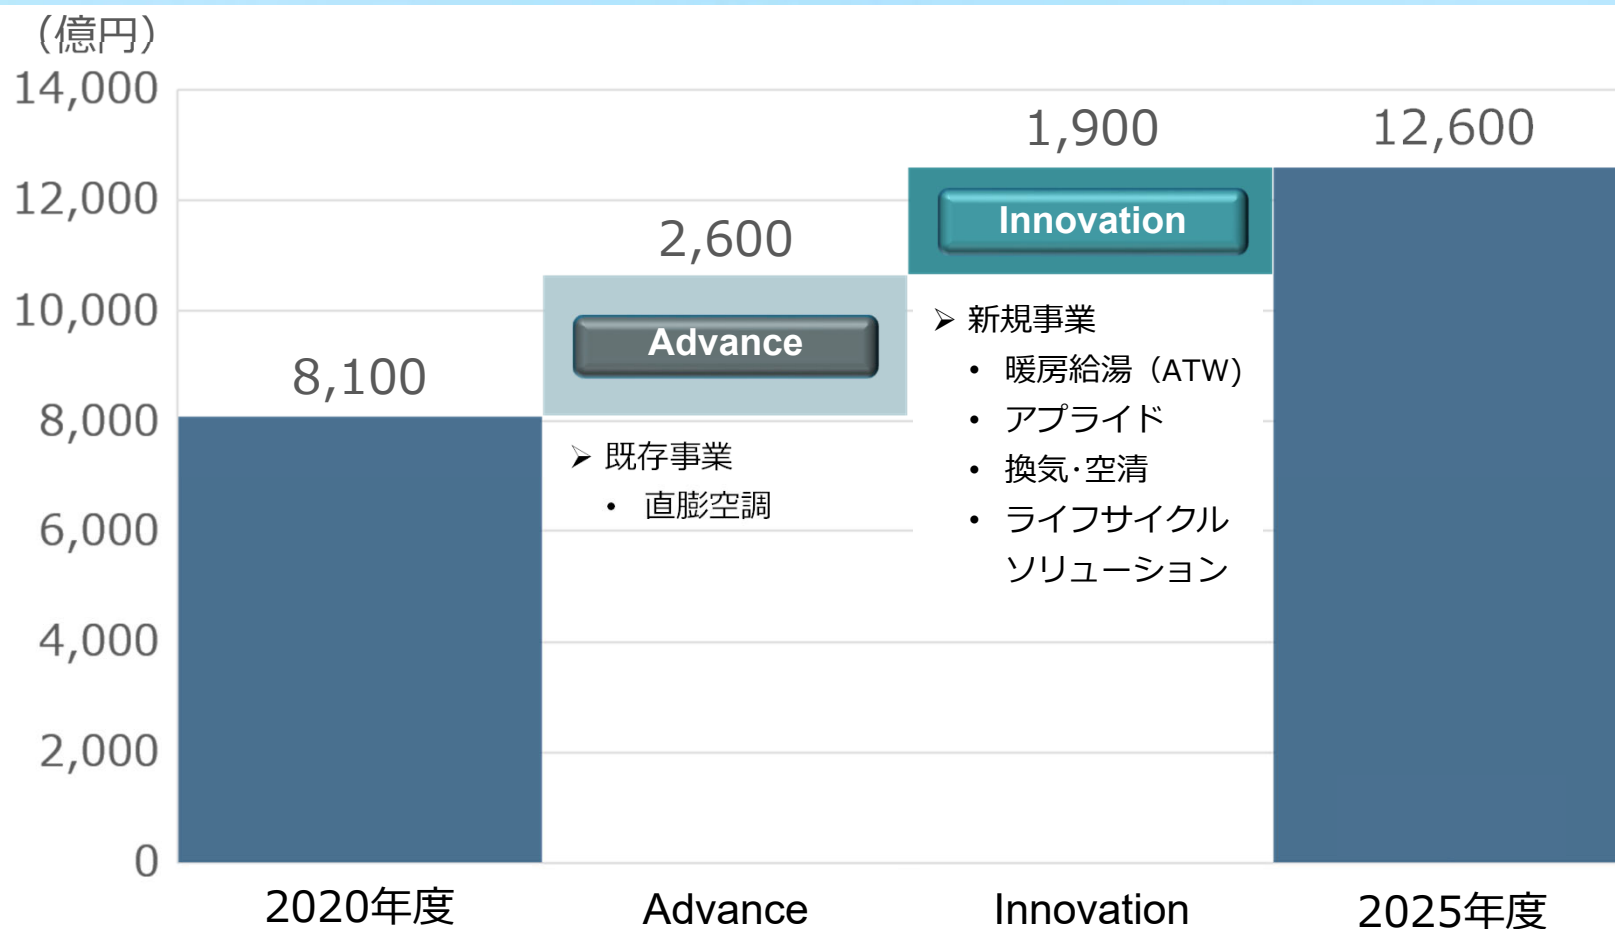 （億円）
14,000
12,000
10,000
8,000
6,000
4,000
2,000
0
8,100
2,600
1,900
12,600
Advance
Innovation
➢ 既存事業
• 直膨空調
➢ 新規事業
• 暖房給湯（ATW)
• アプライド
• 換気･空清
• ライフサイクル
ソリューション
2020年度
Advance
Innovation
2025年度